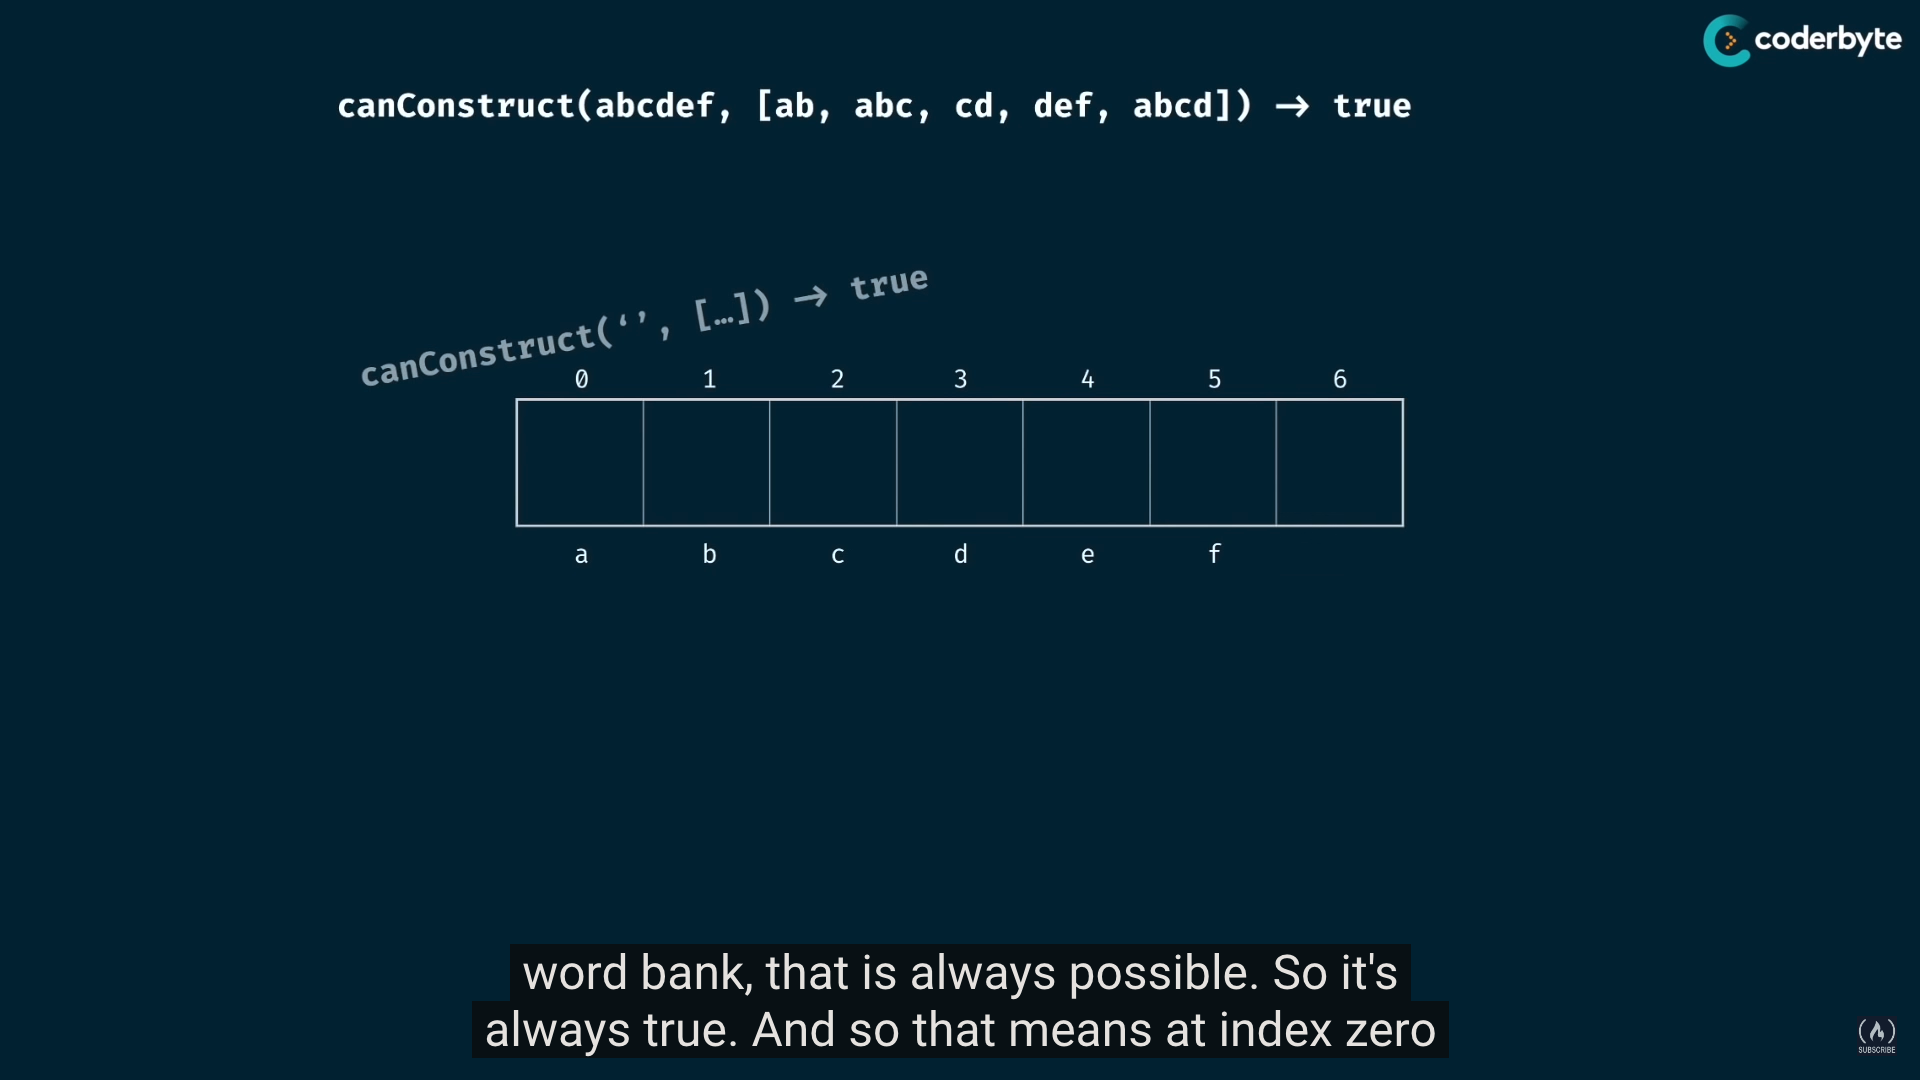 coderbyte
canConstruct(abcdef, [ab, abc, cd, def, abcd]) → true
canConstruct(‘’, […]) → true
0 1 2 3 4 5 6
a b c d e f
word bank, that is always possible. So it's
always true. And so that means at index zero
SUBSCRIBE